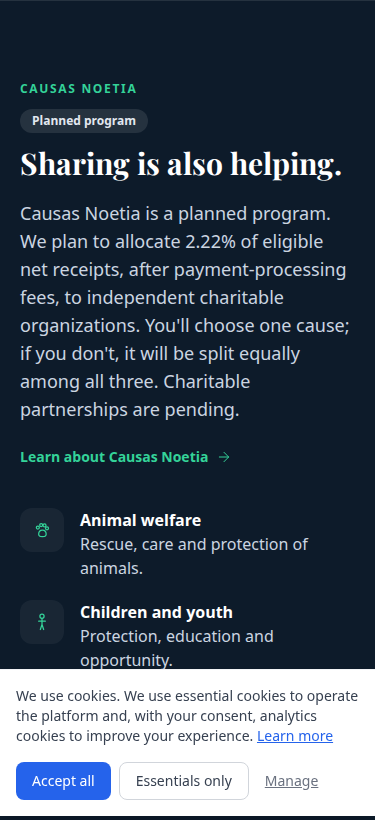 CAUSAS NOETIA
Planned program
Sharing is also helping.
Causas Noetia is a planned program.
We plan to allocate 2.22% of eligible
net receipts, after payment-processing
fees, to independent charitable
organizations. You'll choose one cause;
if you don't, it will be split equally
among all three. Charitable
partnerships are pending.
Learn about Causas Noetia →
Animal welfare
Rescue, care and protection of
animals.
Children and youth
Protection, education and
opportunity.
We use cookies. We use essential cookies to operate
the platform and, with your consent, analytics
cookies to improve your experience. Learn more
Accept all Essentials only Manage